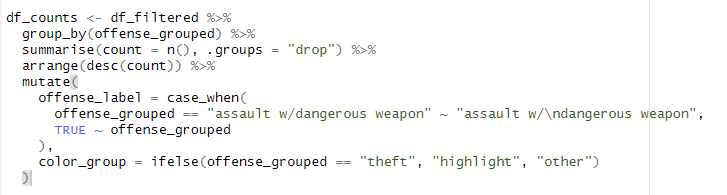 df_counts <- df_filtered %>%
  group_by(offense_grouped) %>%
  summarise(count = n(), .groups = "drop") %>%
  arrange(desc(count)) %>%
  mutate(
    offense_label = case_when(
      offense_grouped == "assault w/dangerous weapon" ~ "assault w/\ndangerous weapon",
      TRUE ~ offense_grouped
    ),
    color_group = ifelse(offense_grouped == "theft", "highlight", "other")
  )